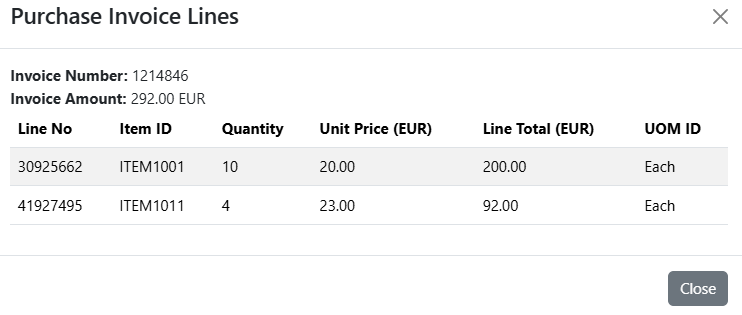 Purchase Invoice Lines
Invoice Number: 1214846
Invoice Amount: 292.00 EUR
Line No Item ID Quantity Unit Price (EUR) Line Total (EUR) UOM ID
30925662 ITEM1001 10 20.00 200.00 Each
41927495 ITEM1011 4 23.00 92.00 Each
Close